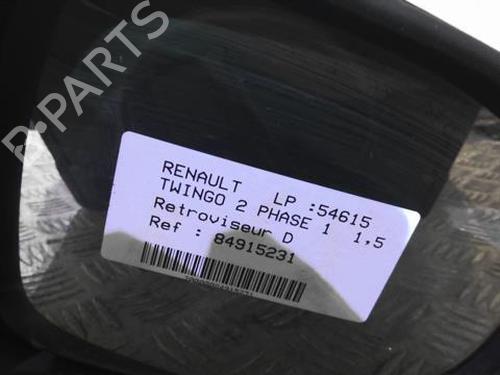 B-PARTS
RENAULT LP :54615
TWINGO 2 PHASE 1 1,5
Retroviseur D
Ref : 84915231